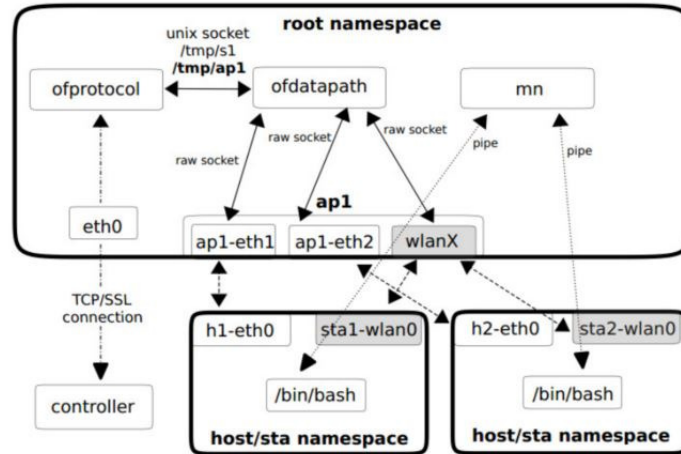 root namespace
unix socket
/tmp/s1
/tmp/ap1
ofprotocol
ofdatapath
mn
raw socket
raw socket
raw socket
pipe
pipe
ap1
eth0
ap1-eth1
ap1-eth2
wlanX
TCP/SSL
connection
h1-eth0
sta1-wlan0
h2-eth0
sta2-wlan0
controller
/bin/bash
/bin/bash
host/sta namespace
host/sta namespace